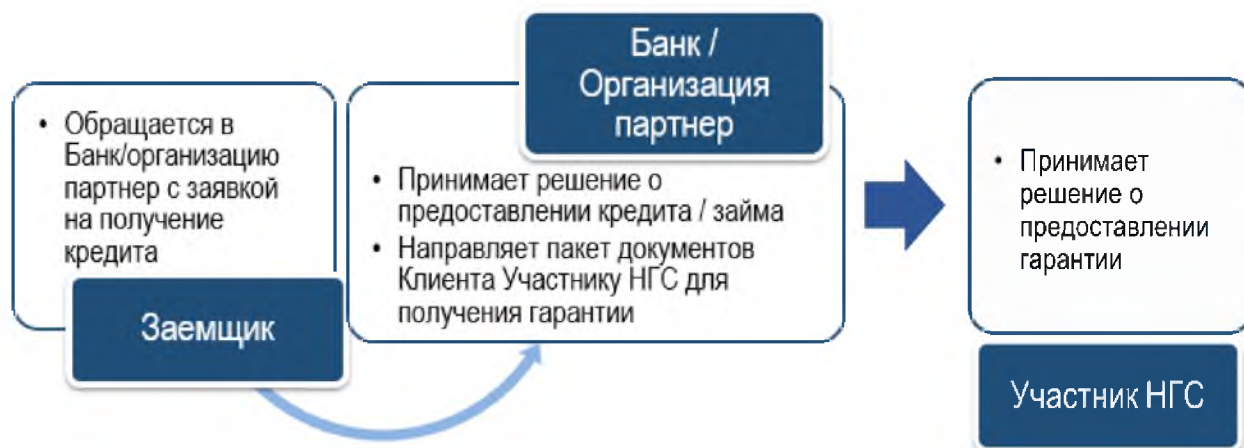 • Обращается в
Банк/организацию
партнер с заявкой
на получение
кредита
Заемщик
Банк /
Организация
партнер
• Принимает решение о
предоставлении кредита / займа
• Направляет пакет документов
Клиента Участнику НГС для
получения гарантии
• Принимает
решение о
предоставлении
гарантии
Участник НГС